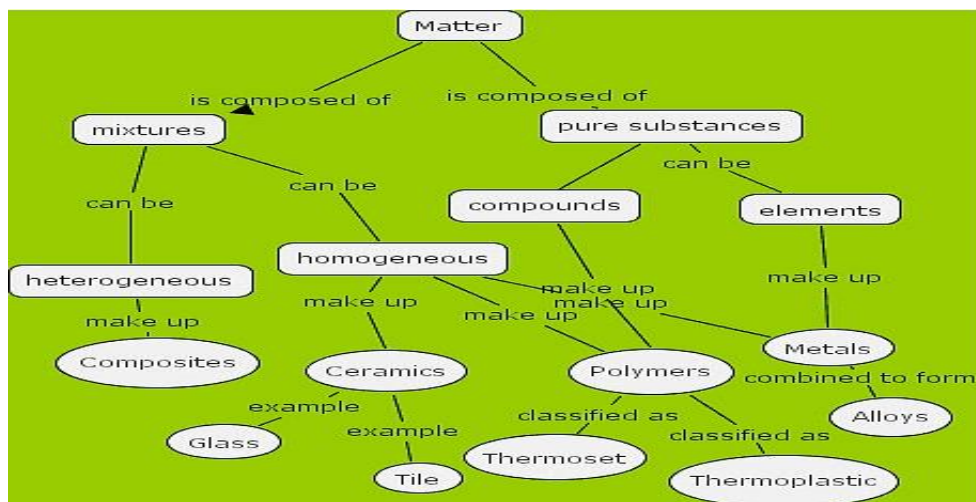 Matter
is composed of
is composed of
mixtures
pure substances
can be
can be
can be
compounds
elements
homogeneous
heterogeneous
make up
make up
make up
make up
make up
make up
Composites
Ceramics
Polymers
Metals
combined to form
example
classified as
Alloys
Glass
example
classified as
Thermoset
Tile
Thermoplastic